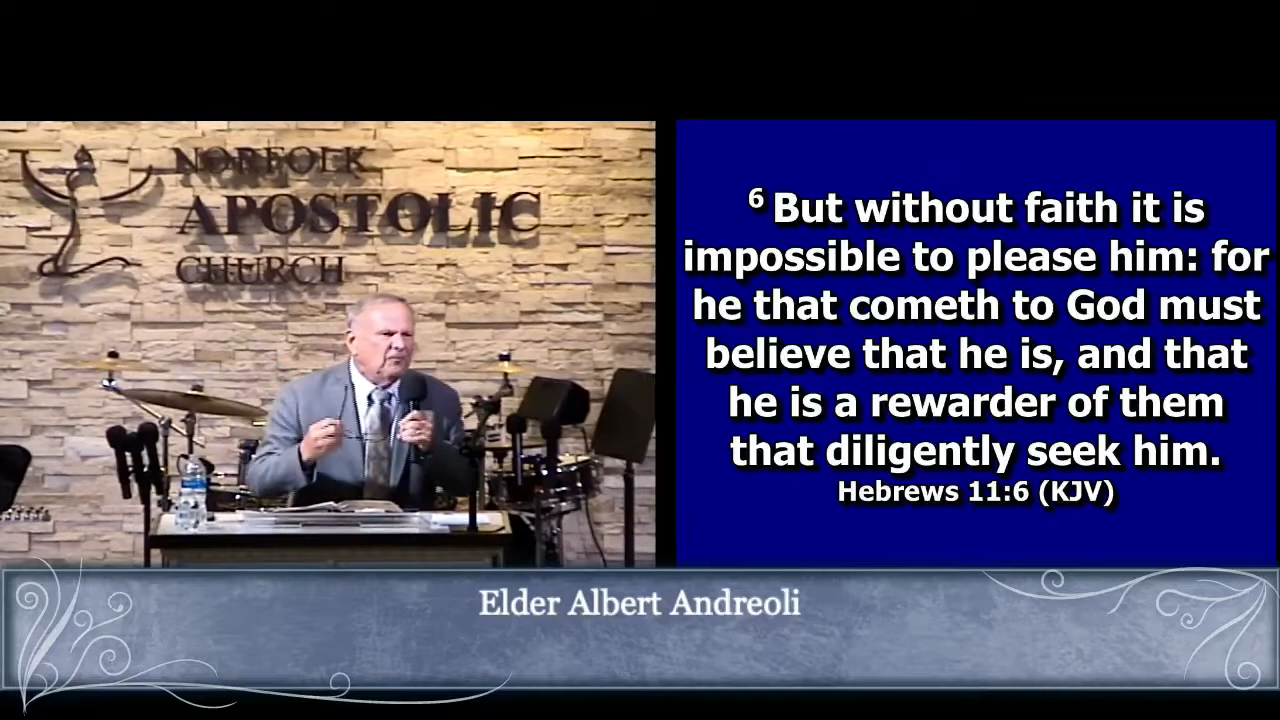 NORFOLK
APOSTOLIC
CHURCH
6 But without faith it is
impossible to please him: for
he that cometh to God must
believe that he is, and that
he is a rewarder of them
that diligently seek him.
Hebrews 11:6 (KJV)
Elder Albert Andreoli